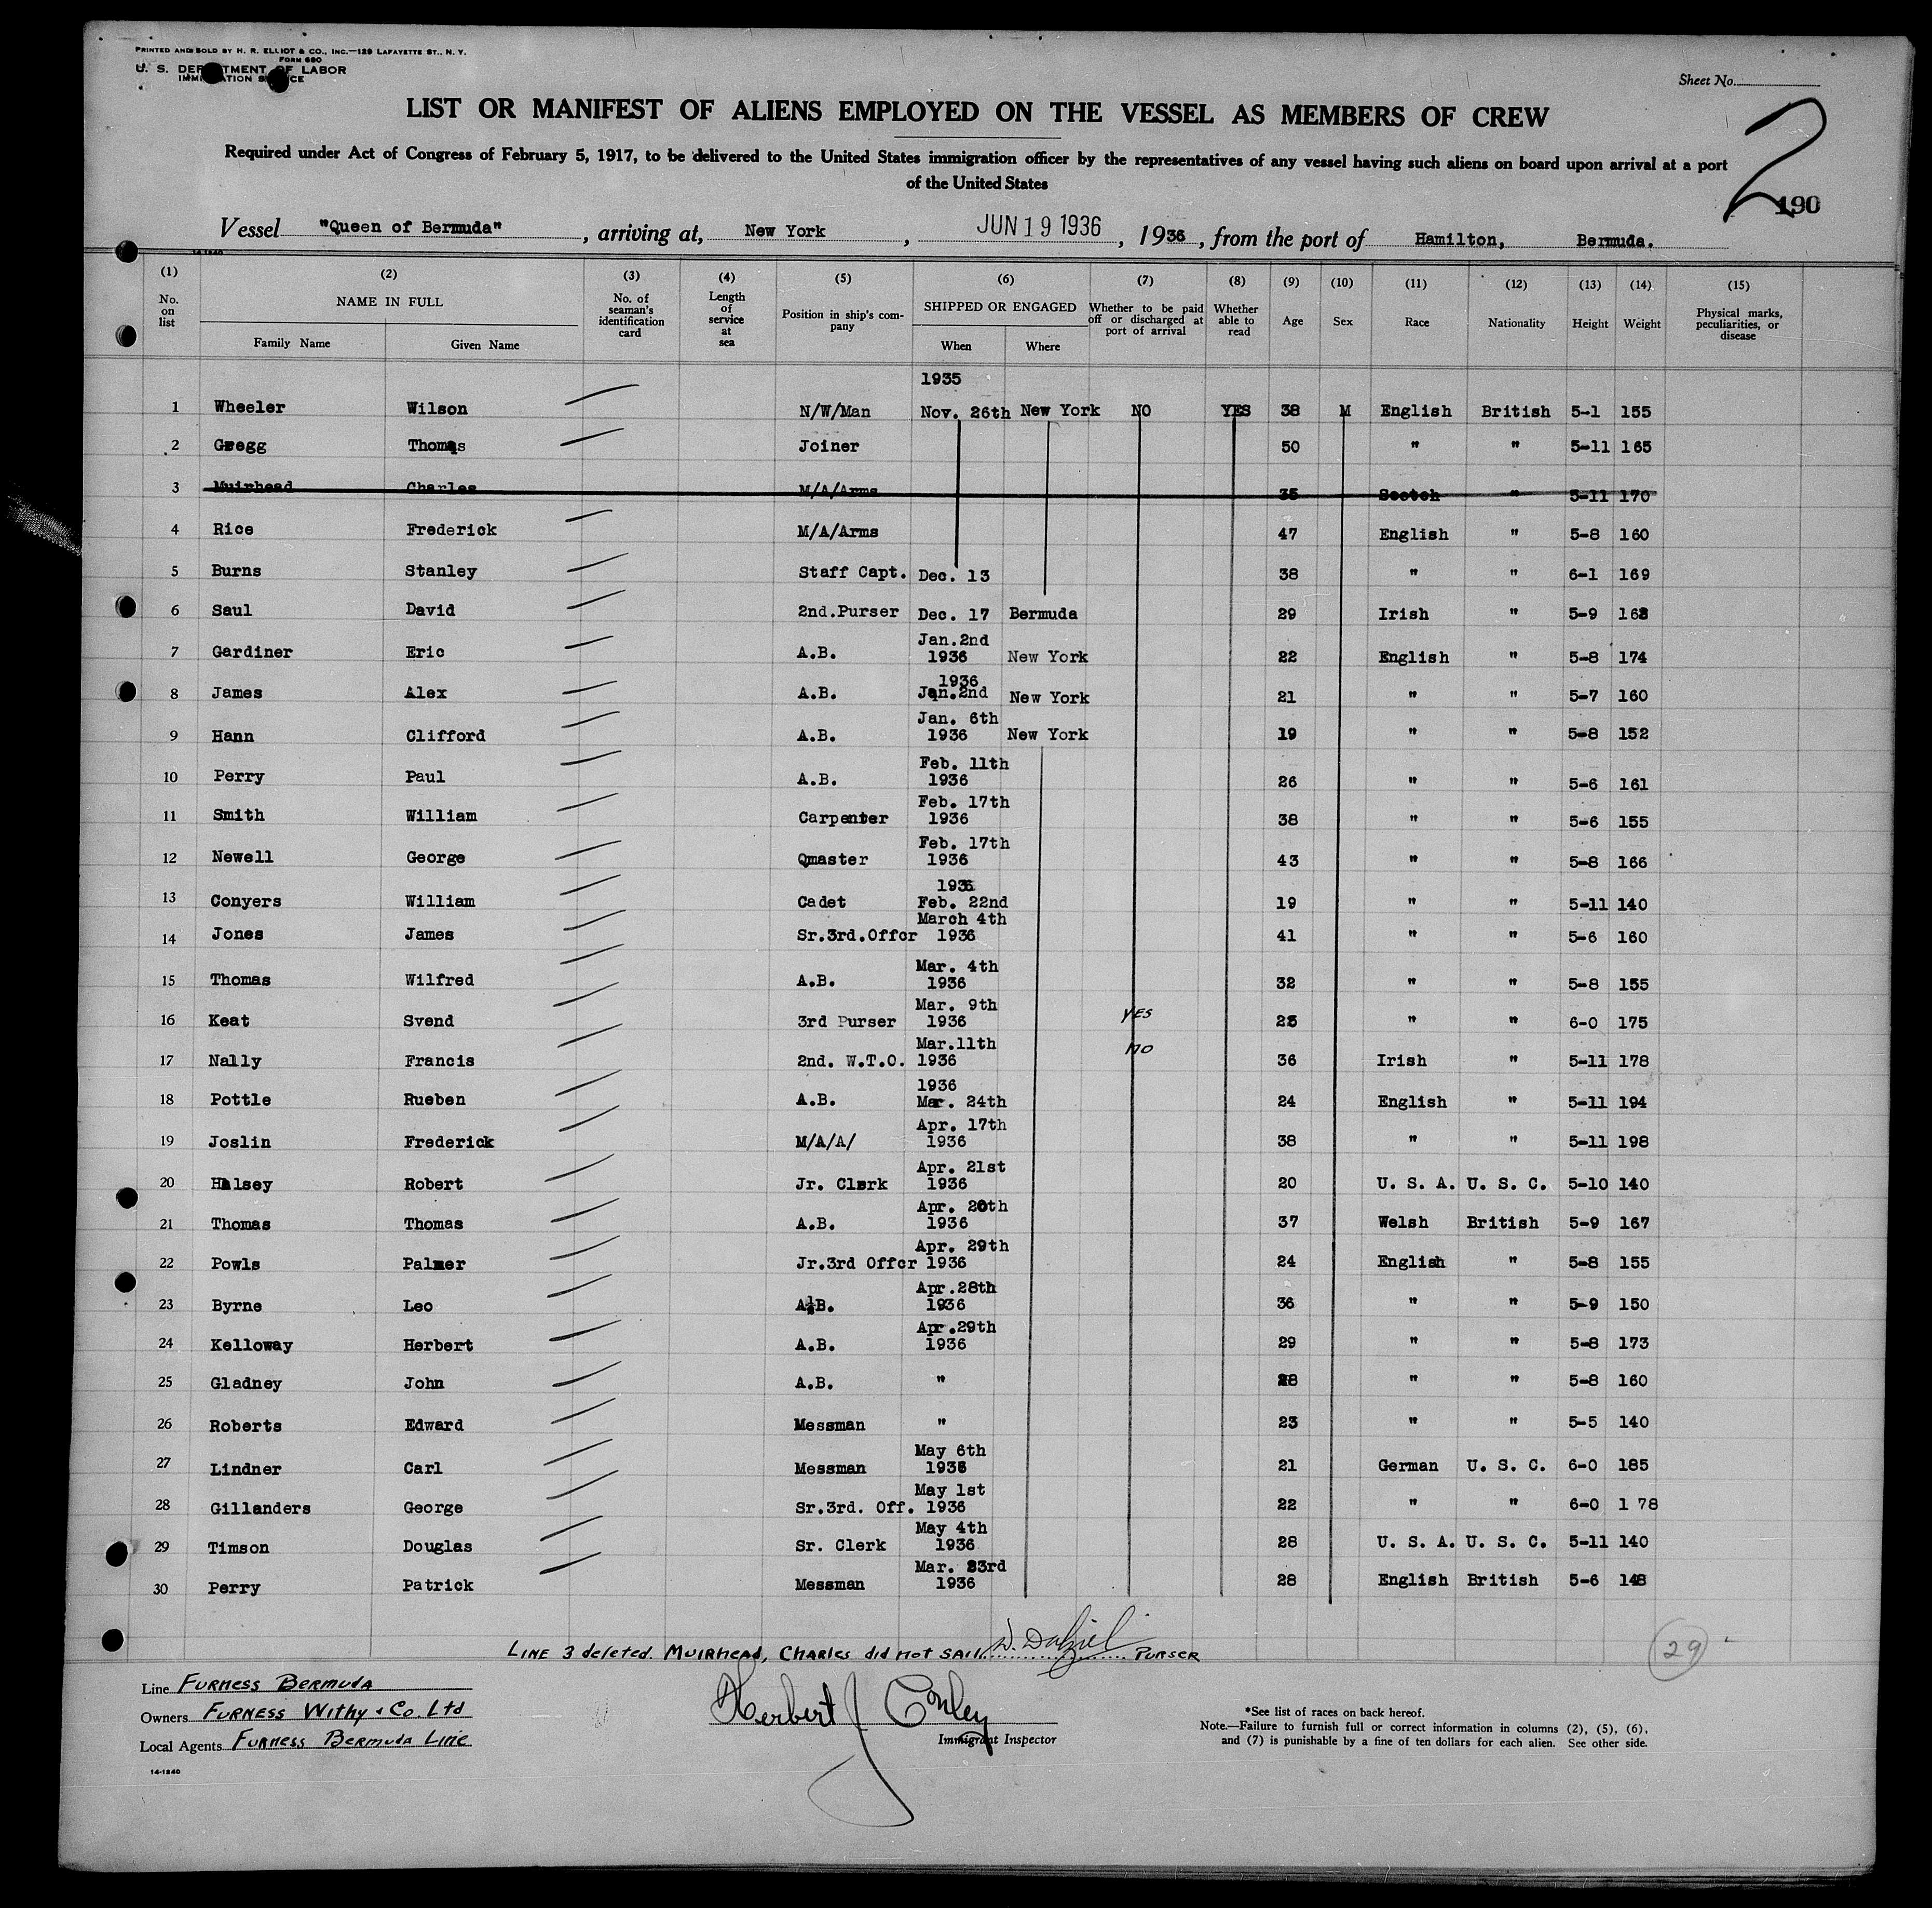 PRINTED AND SOLD BY H. R. ELLIOT & CO., INC.—129 LAFAYETTE ST., N. Y.
FORM 680
U. S. DEPARTMENT OF LABOR
IMMIGRATION SERVICE
Sheet No.
LIST OR MANIFEST OF ALIENS EMPLOYED ON THE VESSEL AS MEMBERS OF CREW
Required under Act of Congress of February 5, 1917, to be delivered to the United States immigration officer by the representatives of any vessel having such aliens on board upon arrival at a port
of the United States
2
190
Vessel "Queen of Bermuda", arriving at, New York, JUN 19 1936, 1936, from the port of Hamilton, Bermuda.
14-1240
(1) (2) (3) (4) (5) (6) (7) (8) (9) (10) (11) (12) (13) (14) (15)
No. on list NAME IN FULL Family Name Given Name No. of seaman's identification card Length of service at sea Position in ship's company SHIPPED OR ENGAGED When Where Whether to be paid off or discharged at port of arrival Whether able to read Age Sex Race Nationality Height Weight Physical marks, peculiarities, or disease
1935
1 Wheeler Wilson N/W/Man Nov. 26th New York NO YES 38 M English British 5-1 155
2 Gregg Thomas Joiner 50 " " 5-11 165
3 Muirhead Charles M/A/Arms 35 Scotch " 5-11 170
4 Rice Frederick M/A/Arms 47 English " 5-8 160
5 Burns Stanley Staff Capt. Dec. 13 38 " " 6-1 169
6 Saul David 2nd.Purser Dec. 17 Bermuda 29 Irish " 5-9 168
Jan.2nd
7 Gardiner Eric A.B. 1936 New York 22 English " 5-8 174
1936
8 James Alex A.B. Jan.2nd New York 21 " " 5-7 160
Jan. 6th
9 Hann Clifford A.B. 1936 New York 19 " " 5-8 152
Feb. 11th
10 Perry Paul A.B. 1936 26 " " 5-6 161
Feb. 17th
11 Smith William Carpenter 1936 38 " " 5-6 155
Feb. 17th
12 Newell George Qmaster 1936 43 " " 5-8 166
1936
13 Conyers William Cadet Feb. 22nd 19 " " 5-11 140
March 4th
14 Jones James Sr.3rd.Offcr 1936 41 " " 5-6 160
Mar. 4th
15 Thomas Wilfred A.B. 1936 32 " " 5-8 155
Mar. 9th
16 Keat Svend 3rd Purser 1936 YES " " 6-0 175
Mar.11th
17 Nally Francis 2nd. W.T.O. 1936 NO 36 Irish " 5-11 178
1936
18 Pottle Rueben A.B. Mar. 24th 24 English " 5-11 194
Apr. 17th
19 Joslin Frederick M/A/A/ 1936 38 " " 5-11 198
Apr. 21st
20 Halsey Robert Jr. Clerk 1936 20 U. S. A. U. S. C. 5-10 140
Apr. 20th
21 Thomas Thomas A.B. 1936 37 Welsh British 5-9 167
Apr. 29th
22 Powls Palmer Jr.3rd Offcr 1936 24 English " 5-8 155
Apr.28th
23 Byrne Leo A.B. 1936 36 " " 5-9 150
Apr.29th
24 Kelloway Herbert A.B. 1936 29 " " 5-8 173
25 Gladney John A.B. " 28 " " 5-8 160
26 Roberts Edward Messman " 23 " " 5-5 140
May 6th
27 Lindner Carl Messman 1936 21 German U. S. C. 6-0 185
May 1st
28 Gillanders George Sr.3rd. Off. 1936 22 " " 6-0 1 78
May 4th
29 Timson Douglas Sr. Clerk 1936 28 U. S. A. U. S. C. 5-11 140
Mar. 23rd
30 Perry Patrick Messman 1936 28 English British 5-6 148
LINE 3 deleted. MUIRHEAD, CHARLES did not SAIL. W. Dalziel PURSER
29
Line FURNESS BERMUDA
Owners FURNESS WITHY & Co. Ltd
Local Agents FURNESS BERMUDA LINE
14-1240
Herbert J Conley
Immigrant Inspector
*See list of races on back hereof.
Note.—Failure to furnish full or correct information in columns (2), (5), (6),
and (7) is punishable by a fine of ten dollars for each alien. See other side.